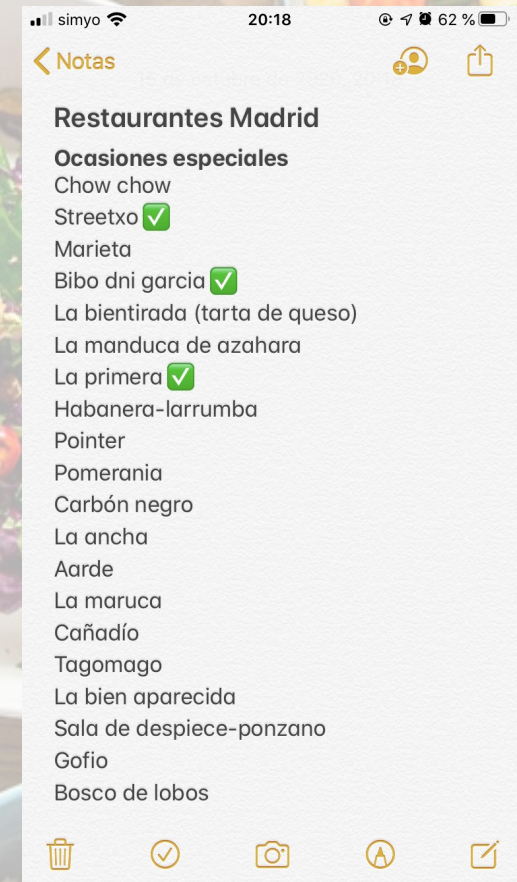 simyo 20:18 62 %
Notas
Restaurantes Madrid
Ocasiones especiales
Chow chow
Streetxo ✅
Marieta
Bibo dni garcia ✅
La bientirada (tarta de queso)
La manduca de azahara
La primera ✅
Habanera-larrumba
Pointer
Pomerania
Carbón negro
La ancha
Aarde
La maruca
Cañadío
Tagomago
La bien aparecida
Sala de despiece-ponzano
Gofio
Bosco de lobos